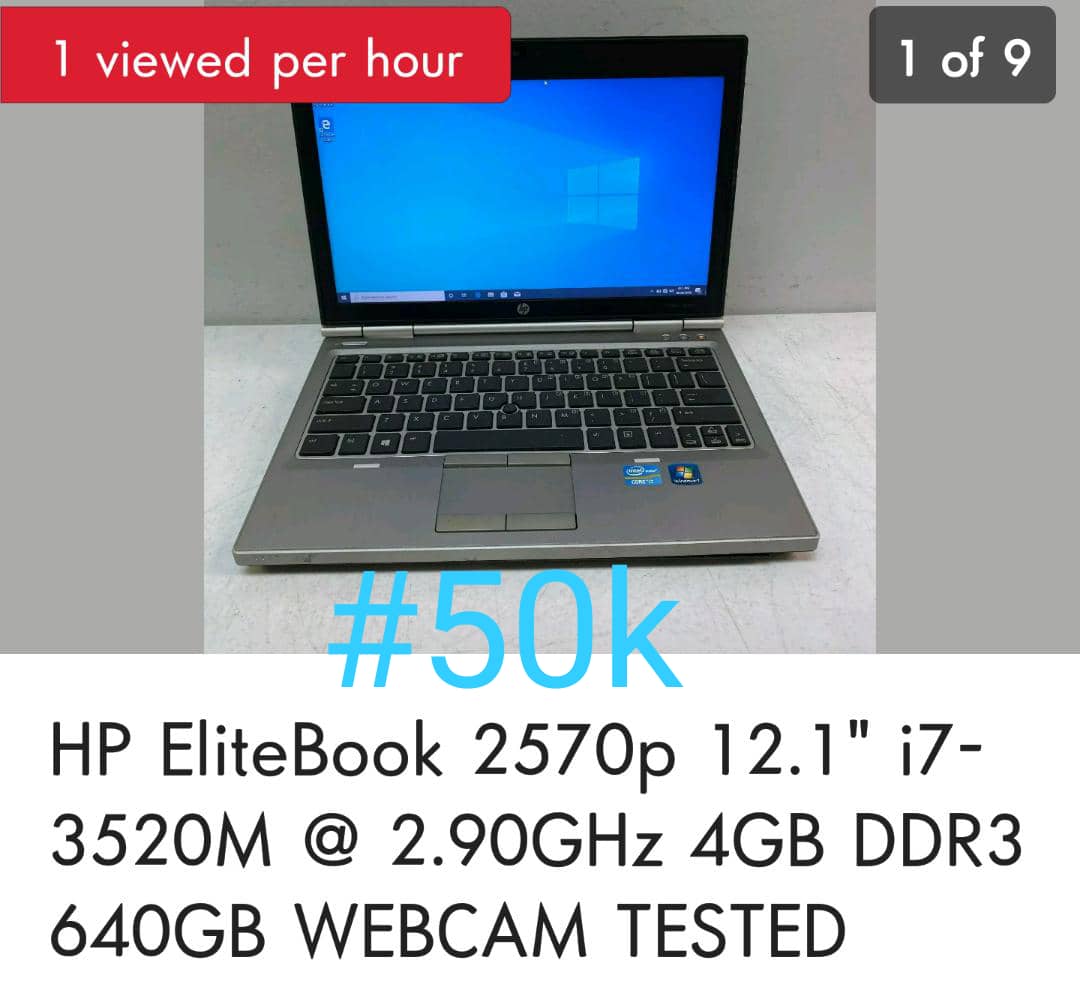 1 viewed per hour
1 of 9
hp
#50k
HP EliteBook 2570p 12.1" i7-
3520M @ 2.90GHz 4GB DDR3
640GB WEBCAM TESTED